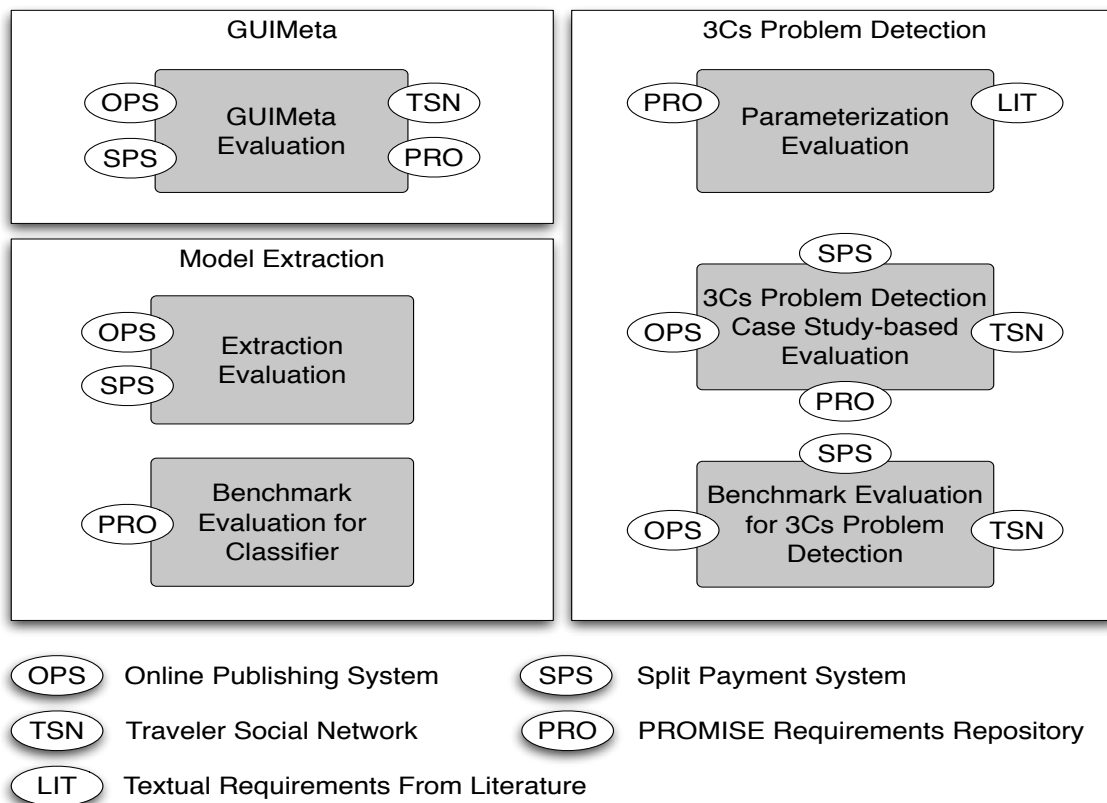 GUIMeta
OPS
TSN
GUIMeta
Evaluation
SPS
PRO
Model Extraction
OPS
Extraction
Evaluation
SPS
Benchmark
PRO
Evaluation for
Classifier
3Cs Problem Detection
PRO
LIT
Parameterization
Evaluation
SPS
3Cs Problem Detection
Case Study-based
Evaluation
OPS
TSN
PRO
SPS
Benchmark Evaluation
for 3Cs Problem
Detection
OPS
TSN
OPS Online Publishing System
SPS Split Payment System
TSN Traveler Social Network
PRO PROMISE Requirements Repository
LIT Textual Requirements From Literature